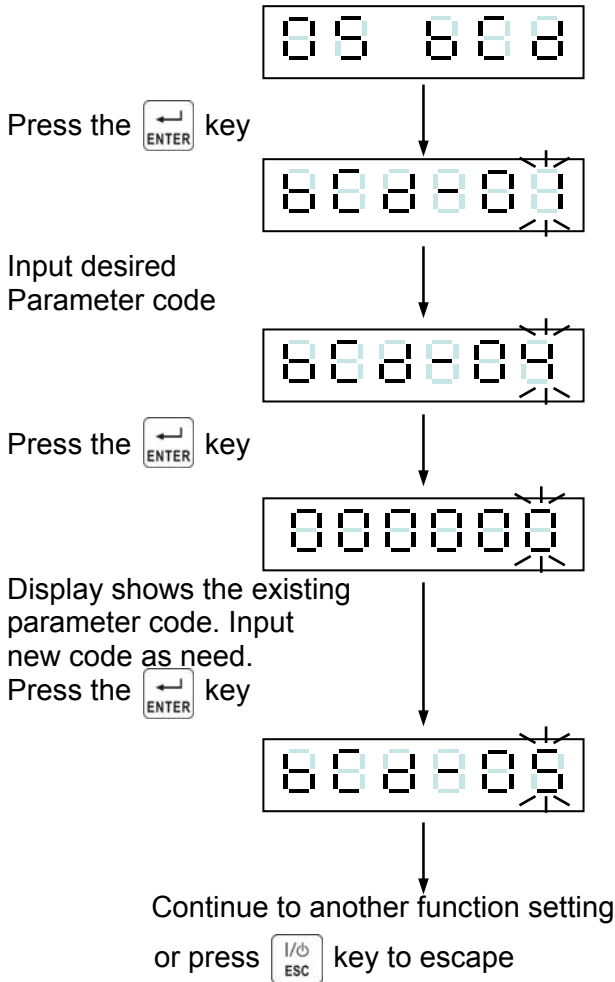 05 bCd
Press the ENTER key
bCd-01
Input desired
Parameter code
bCd-04
Press the ENTER key
000000
Display shows the existing
parameter code. Input
new code as need.
Press the ENTER key
bCd-05
Continue to another function setting
or press I/⏻ ESC key to escape